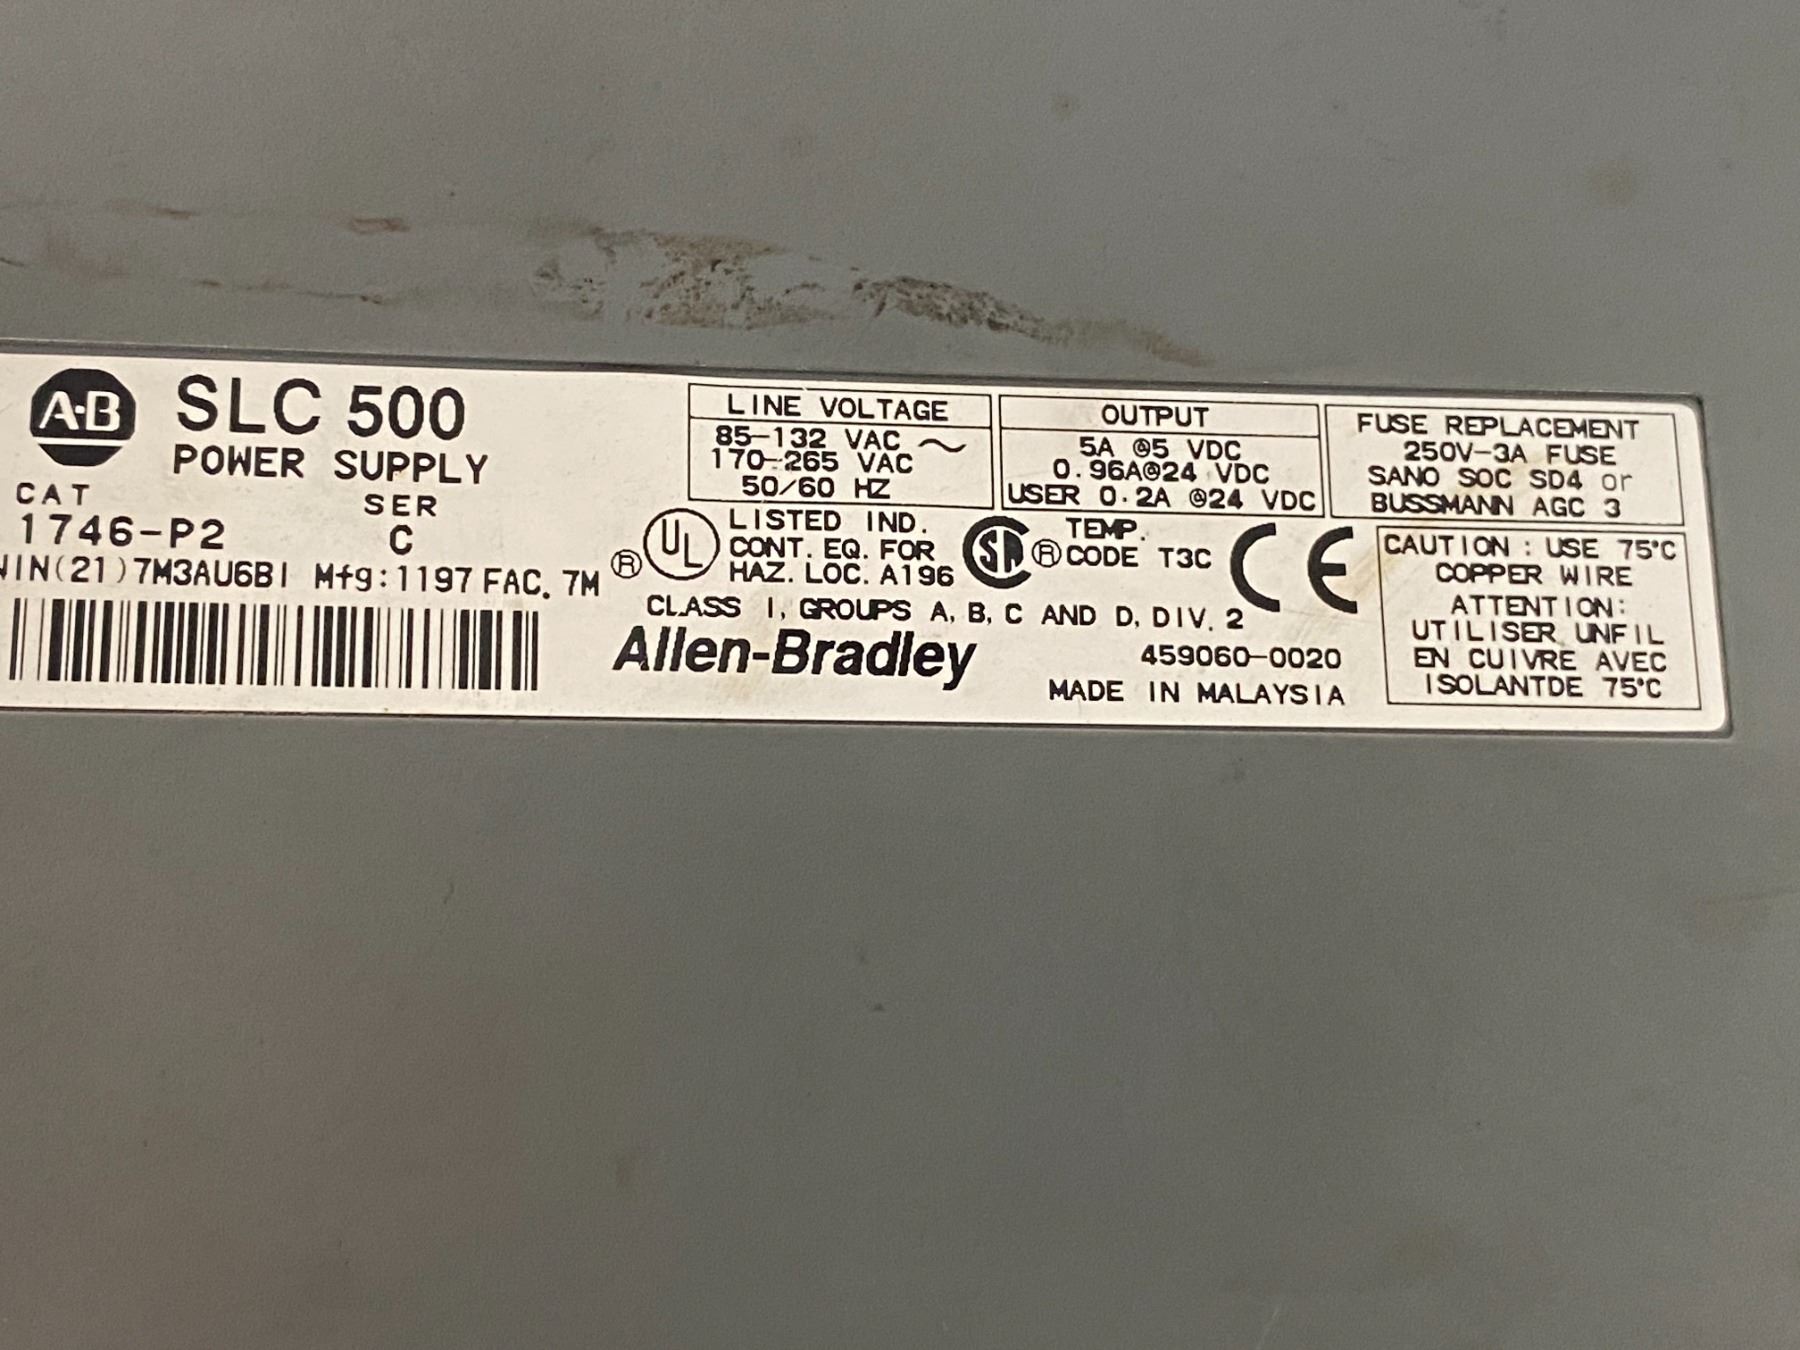 A-B
SLC 500
POWER SUPPLY
CAT
SER
1746-P2
C
WIN(21)7M3AU6BI Mfg:1197 FAC. 7M
LINE VOLTAGE
85-132 VAC ~
170-265 VAC
50/60 HZ
OUTPUT
5A @5 VDC
0.96A@24 VDC
USER 0.2A @24 VDC
FUSE REPLACEMENT
250V-3A FUSE
SANO SOC SD4 or
BUSSMANN AGC 3
® UL
LISTED IND.
CONT. EQ. FOR
HAZ. LOC. A196
SA ®
TEMP.
CODE T3C
CE
CLASS I, GROUPS A, B, C AND D, DIV. 2
Allen-Bradley
459060-0020
MADE IN MALAYSIA
CAUTION: USE 75°C
COPPER WIRE
ATTENTION:
UTILISER UNFIL
EN CUIVRE AVEC
ISOLANTDE 75°C